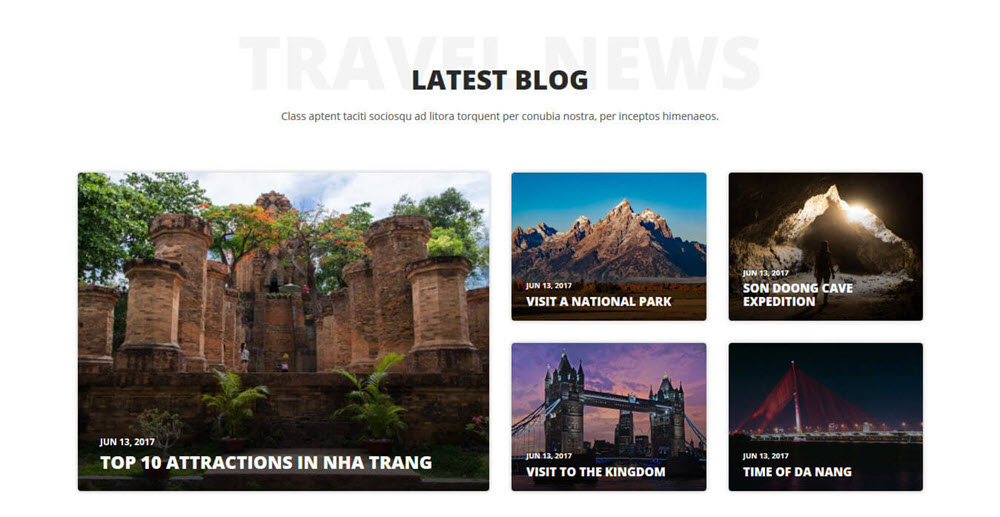 TRAVEL NEWS
LATEST BLOG
Class aptent taciti sociosqu ad litora torquent per conubia nostra, per inceptos himenaeos.
JUN 13, 2017
TOP 10 ATTRACTIONS IN NHA TRANG
JUN 13, 2017
VISIT A NATIONAL PARK
JUN 13, 2017
SON DOONG CAVE
EXPEDITION
JUN 13, 2017
VISIT TO THE KINGDOM
JUN 13, 2017
TIME OF DA NANG